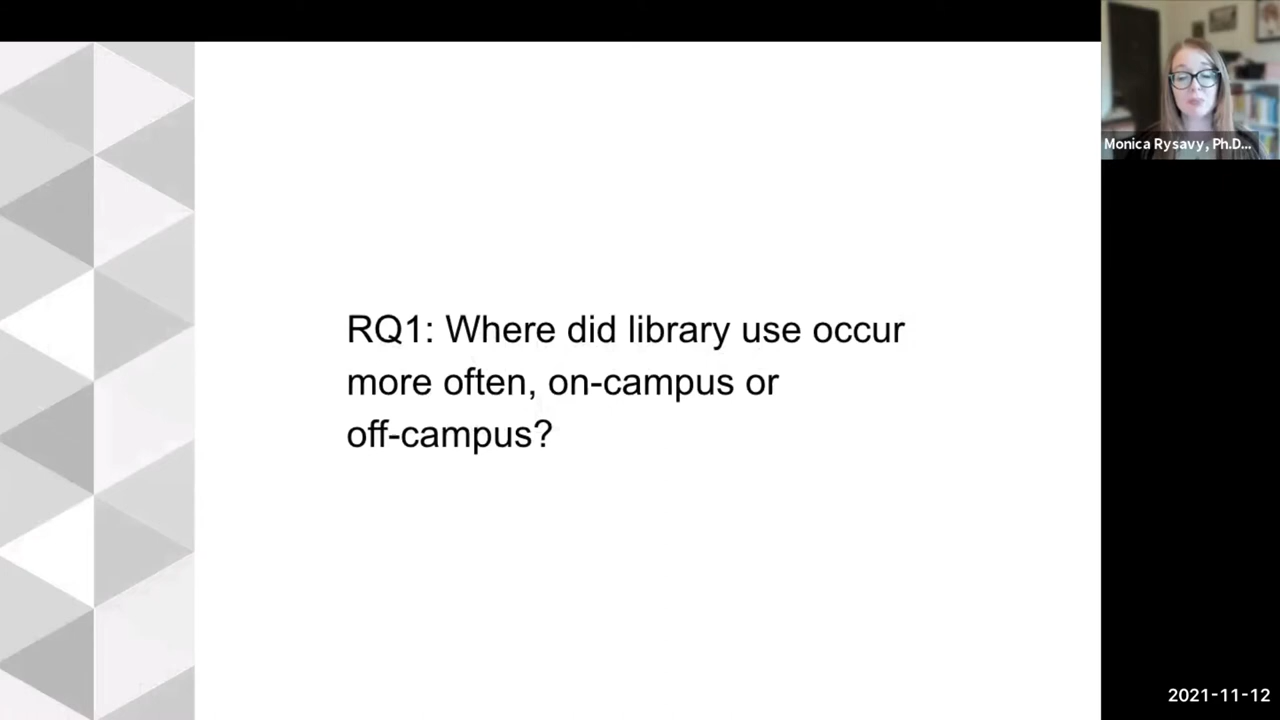 RQ1: Where did library use occur
more often, on-campus or
off-campus?
Monica Rysavy, Ph.D...
2021-11-12